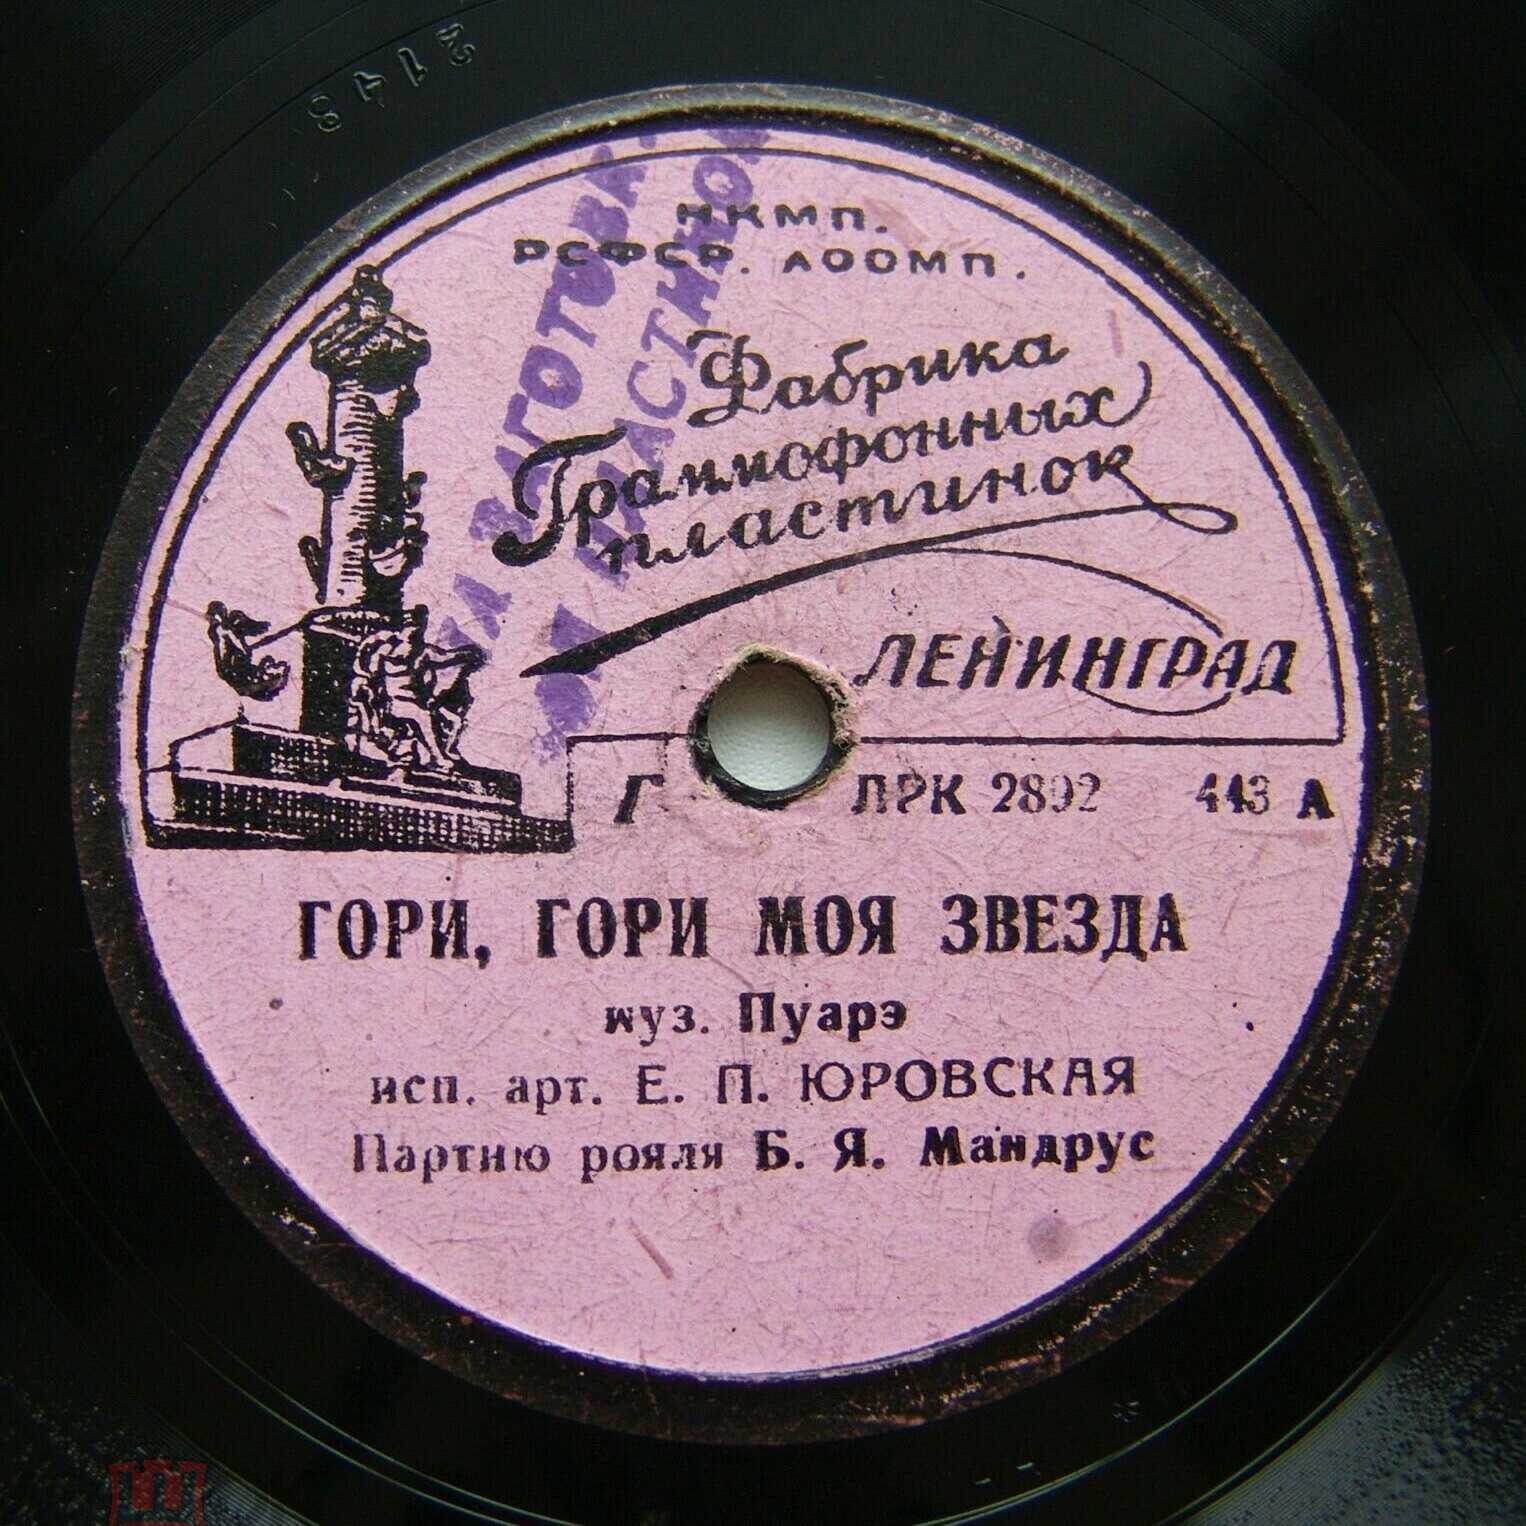 2148
НКМП.
РСФСР. ЛООМП.
Фабрика
Граммофонных
пластинок
ЛЕНИНГРАД
Г ЛРК 2892 443 А
ГОРИ, ГОРИ МОЯ ЗВЕЗДА
муз. Пуарэ
исп. арт. Е. П. ЮРОВСКАЯ
Партию рояля Б. Я. Мандрус